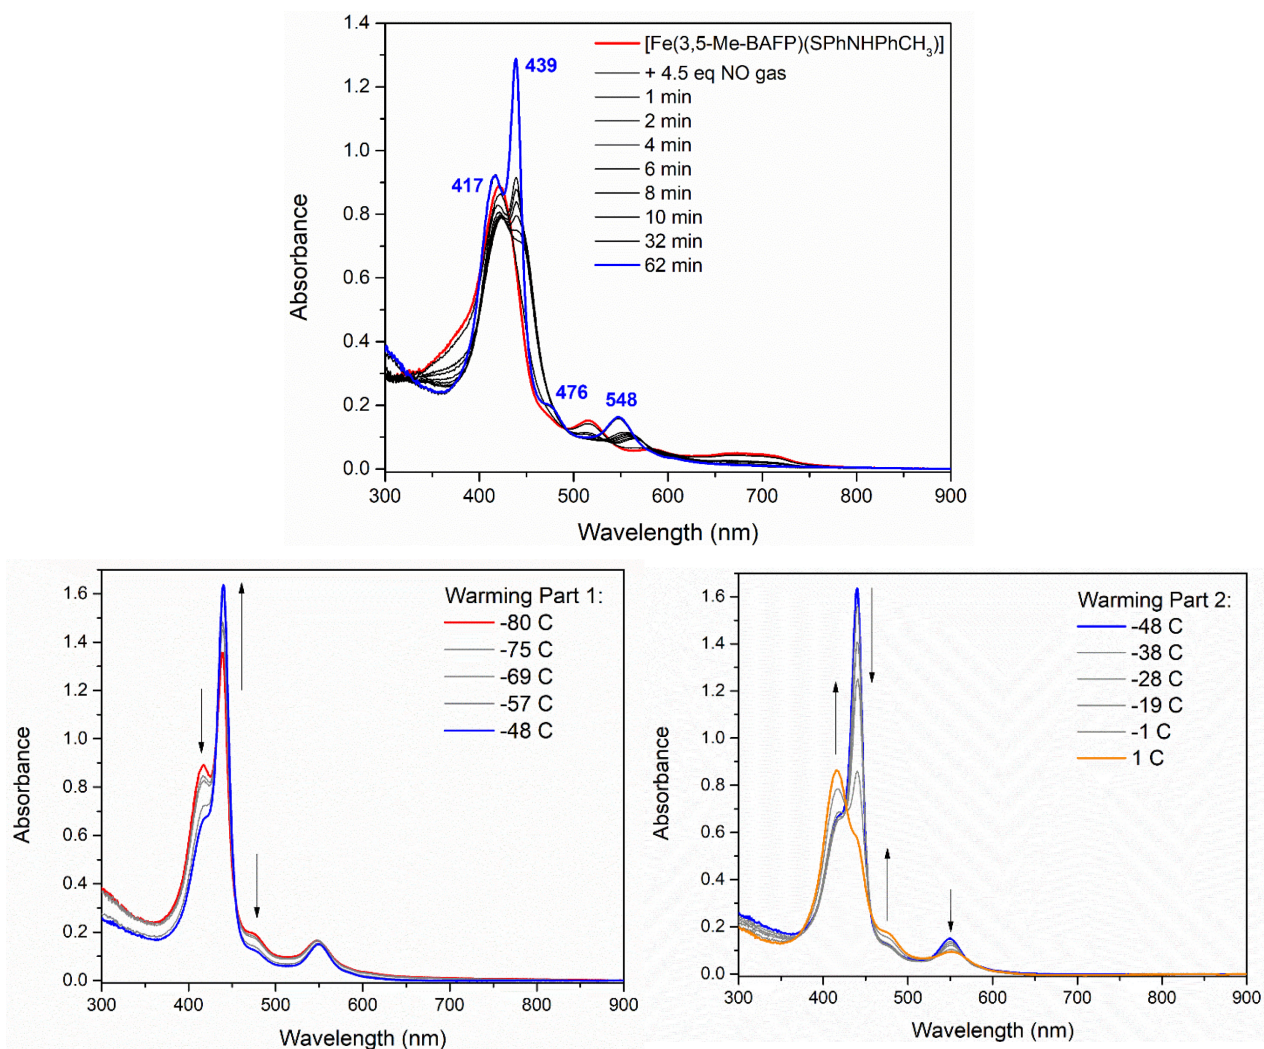 1.4
1.2
1.0
0.8
0.6
0.4
0.2
0.0
Absorbance
[Fe(3,5-Me-BAFP)(SPhNHPhCH₃)]
+ 4.5 eq NO gas
1 min
2 min
4 min
6 min
8 min
10 min
32 min
62 min
439
417
476
548
300 400 500 600 700 800 900
Wavelength (nm)
1.6
1.4
1.2
1.0
0.8
0.6
0.4
0.2
0.0
Absorbance
Warming Part 1:
-80 C
-75 C
-69 C
-57 C
-48 C
300 400 500 600 700 800 900
Wavelength (nm)
1.6
1.4
1.2
1.0
0.8
0.6
0.4
0.2
0.0
Absorbance
Warming Part 2:
-48 C
-38 C
-28 C
-19 C
-1 C
1 C
300 400 500 600 700 800 900
Wavelength (nm)